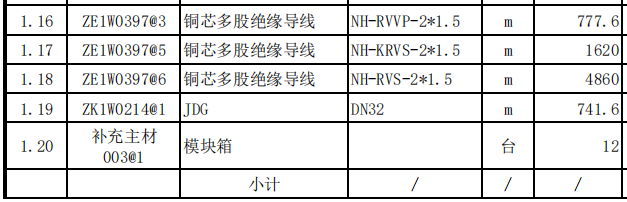 1.16 ZE1W0397@3 铜芯多股绝缘导线 NH-RVVP-2*1.5 m 777.6
1.17 ZE1W0397@5 铜芯多股绝缘导线 NH-KRVS-2*1.5 m 1620
1.18 ZE1W0397@6 铜芯多股绝缘导线 NH-RVS-2*1.5 m 4860
1.19 ZK1W0214@1 JDG DN32 m 741.6
1.20 补充主材003@1 模块箱 台 12
小计 / / /